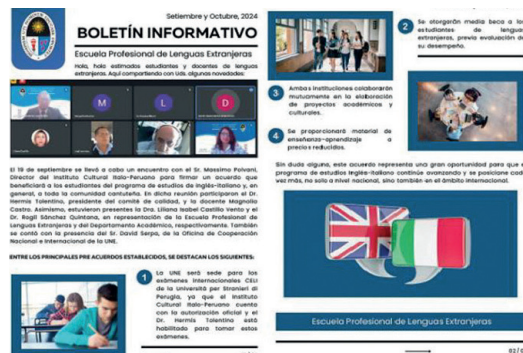 Setiembre y Octubre, 2024
BOLETÍN INFORMATIVO
Escuela Profesional de Lenguas Extranjeras
Hola, hola estimados estudiantes y docentes de lenguas
extranjeras. Aquí compartiendo con Uds. algunas novedades:
M
L
D
El 19 de septiembre se llevó a cabo un encuentro con el Sr. Massimo Polvani,
Director del Instituto Cultural Italo-Peruano para firmar un acuerdo que
beneficiará a los estudiantes del programa de estudios de inglés-italiano y, en
general, a toda la comunidad cantuteña. En dicha reunión participaron el Dr.
Hermis Tolentino, presidente del comité de calidad, y la docente Magnolia
Castro. Asimismo, estuvieron presentes la Dra. Liliana Isabel Castillo Vento y el
Dr. Rogil Sánchez Quintana, en representación de la Escuela Profesional de
Lenguas Extranjeras y del Departamento Académico, respectivamente. También
se contó con la presencia del Sr. David Serpa, de la Oficina de Cooperación
Nacional e Internacional de la UNE.
ENTRE LOS PRINCIPALES PRE ACUERDOS ESTABLECIDOS, SE DESTACAN LOS SIGUIENTES:
1
La UNE será sede para los
exámenes internacionales CELI
de la Università per Stranieri di
Perugia, ya que el Instituto
Cultural Italo-Peruano cuenta
con la autorización oficial y el
Dr. Hermis Tolentino está
habilitado para tomar estos
exámenes.
2
Se otorgarán media beca a los
estudiantes de lenguas
extranjeras, previa evaluación de
su desempeño.
3
Ambas instituciones colaborarán
mutuamente en la elaboración
de proyectos académicos y
culturales.
4
Se proporcionará material de
enseñanza-aprendizaje a
precios reducidos.
Sin duda alguna, este acuerdo representa una gran oportunidad para que el
programa de estudios Inglés-Italiano continúe avanzando y se posicione cada
vez más, no solo a nivel nacional, sino también en el ámbito internacional.
Escuela Profesional de Lenguas Extranjeras